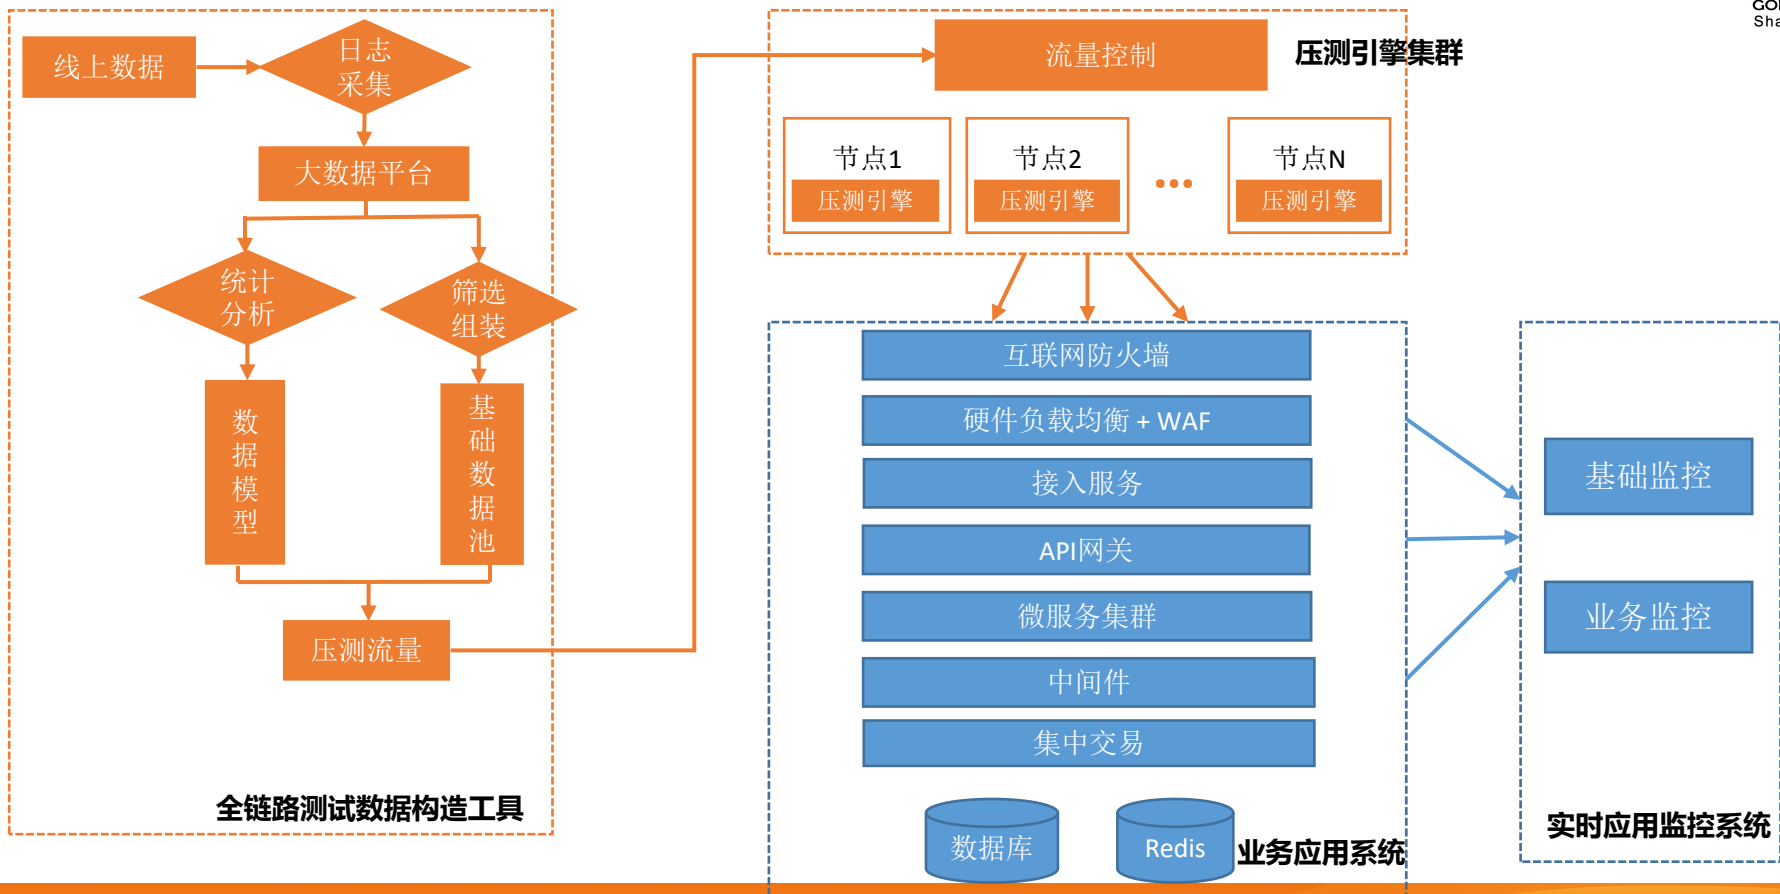 线上数据
日志
采集
大数据平台
统计
分析
筛选
组装
数
据
模
型
基
础
数
据
池
压测流量
全链路测试数据构造工具
流量控制
压测引擎集群
节点1
压测引擎
节点2
压测引擎
...
节点N
压测引擎
互联网防火墙
硬件负载均衡 + WAF
接入服务
API网关
微服务集群
中间件
集中交易
数据库
Redis
业务应用系统
基础监控
业务监控
实时应用监控系统